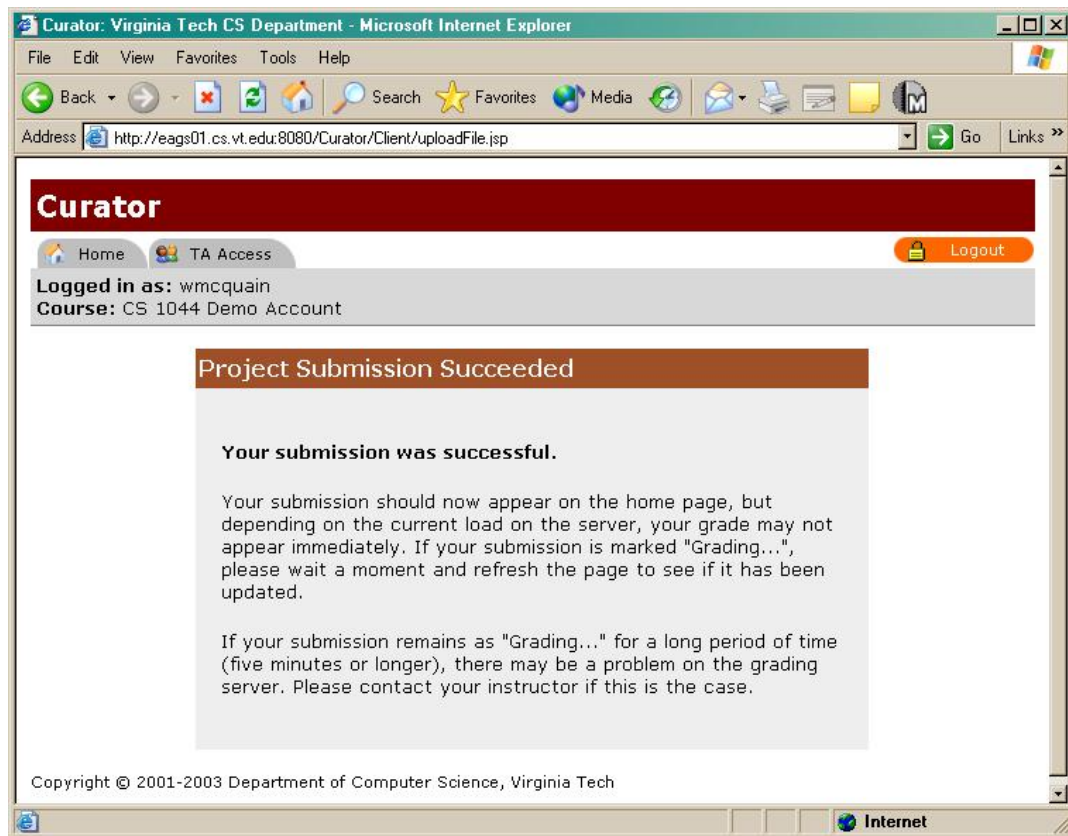 Curator: Virginia Tech CS Department - Microsoft Internet Explorer
File Edit View Favorites Tools Help
Back Search Favorites Media
Address http://eags01.cs.vt.edu:8080/Curator/Client/uploadFile.jsp Go Links »
Curator
Home TA Access Logout
Logged in as: wmcquain
Course: CS 1044 Demo Account
Project Submission Succeeded
Your submission was successful.
Your submission should now appear on the home page, but
depending on the current load on the server, your grade may not
appear immediately. If your submission is marked "Grading...",
please wait a moment and refresh the page to see if it has been
updated.
If your submission remains as "Grading..." for a long period of time
(five minutes or longer), there may be a problem on the grading
server. Please contact your instructor if this is the case.
Copyright © 2001-2003 Department of Computer Science, Virginia Tech
Internet